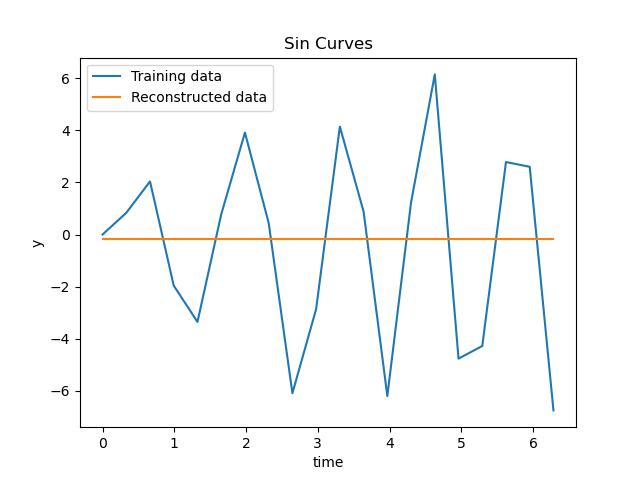 Sin Curves
Training data
Reconstructed data
6
4
2
0
−2
−4
−6
y
0 1 2 3 4 5 6
time